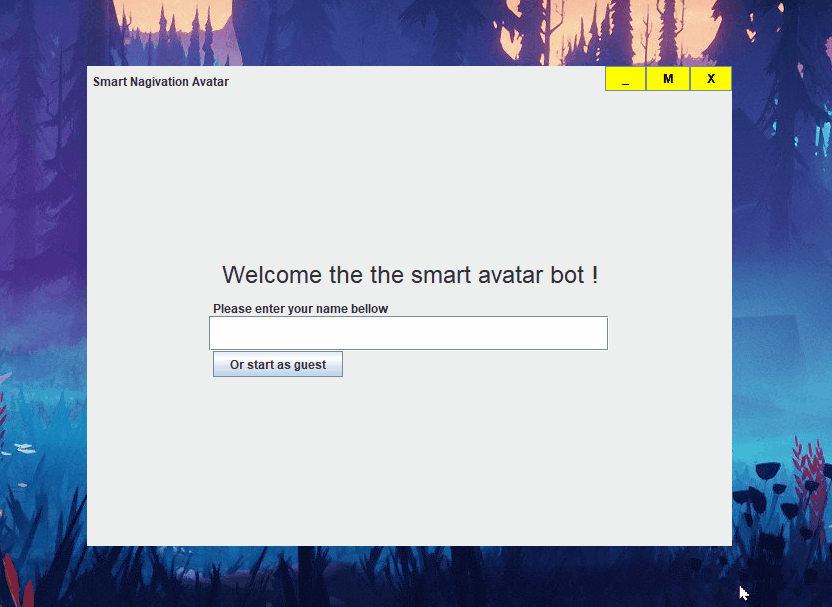 Smart Nagivation Avatar
_ M X
Welcome the the smart avatar bot !
Please enter your name bellow
Or start as guest